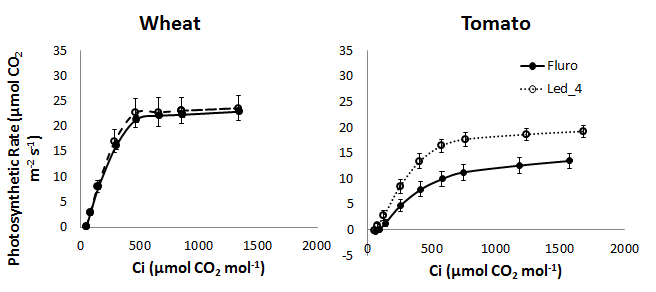 Wheat
Photosynthetic Rate (µmol CO2
m⁻² s⁻¹)
35
30
25
20
15
10
5
0
0 500 1000 1500 2000
Ci (µmol CO2 mol⁻¹)
Tomato
35
30
25
20
15
10
5
0
-5
0 500 1000 1500 2000
Fluro
Led_4
Ci (µmol CO2 mol⁻¹)